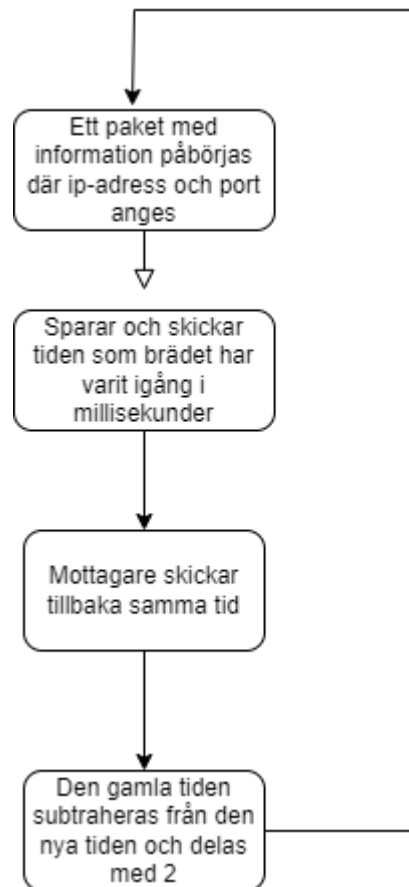 Ett paket med
information påbörjas
där ip-adress och port
anges
Sparar och skickar
tiden som brädet har
varit igång i
millisekunder
Mottagare skickar
tillbaka samma tid
Den gamla tiden
subtraheras från den
nya tiden och delas
med 2